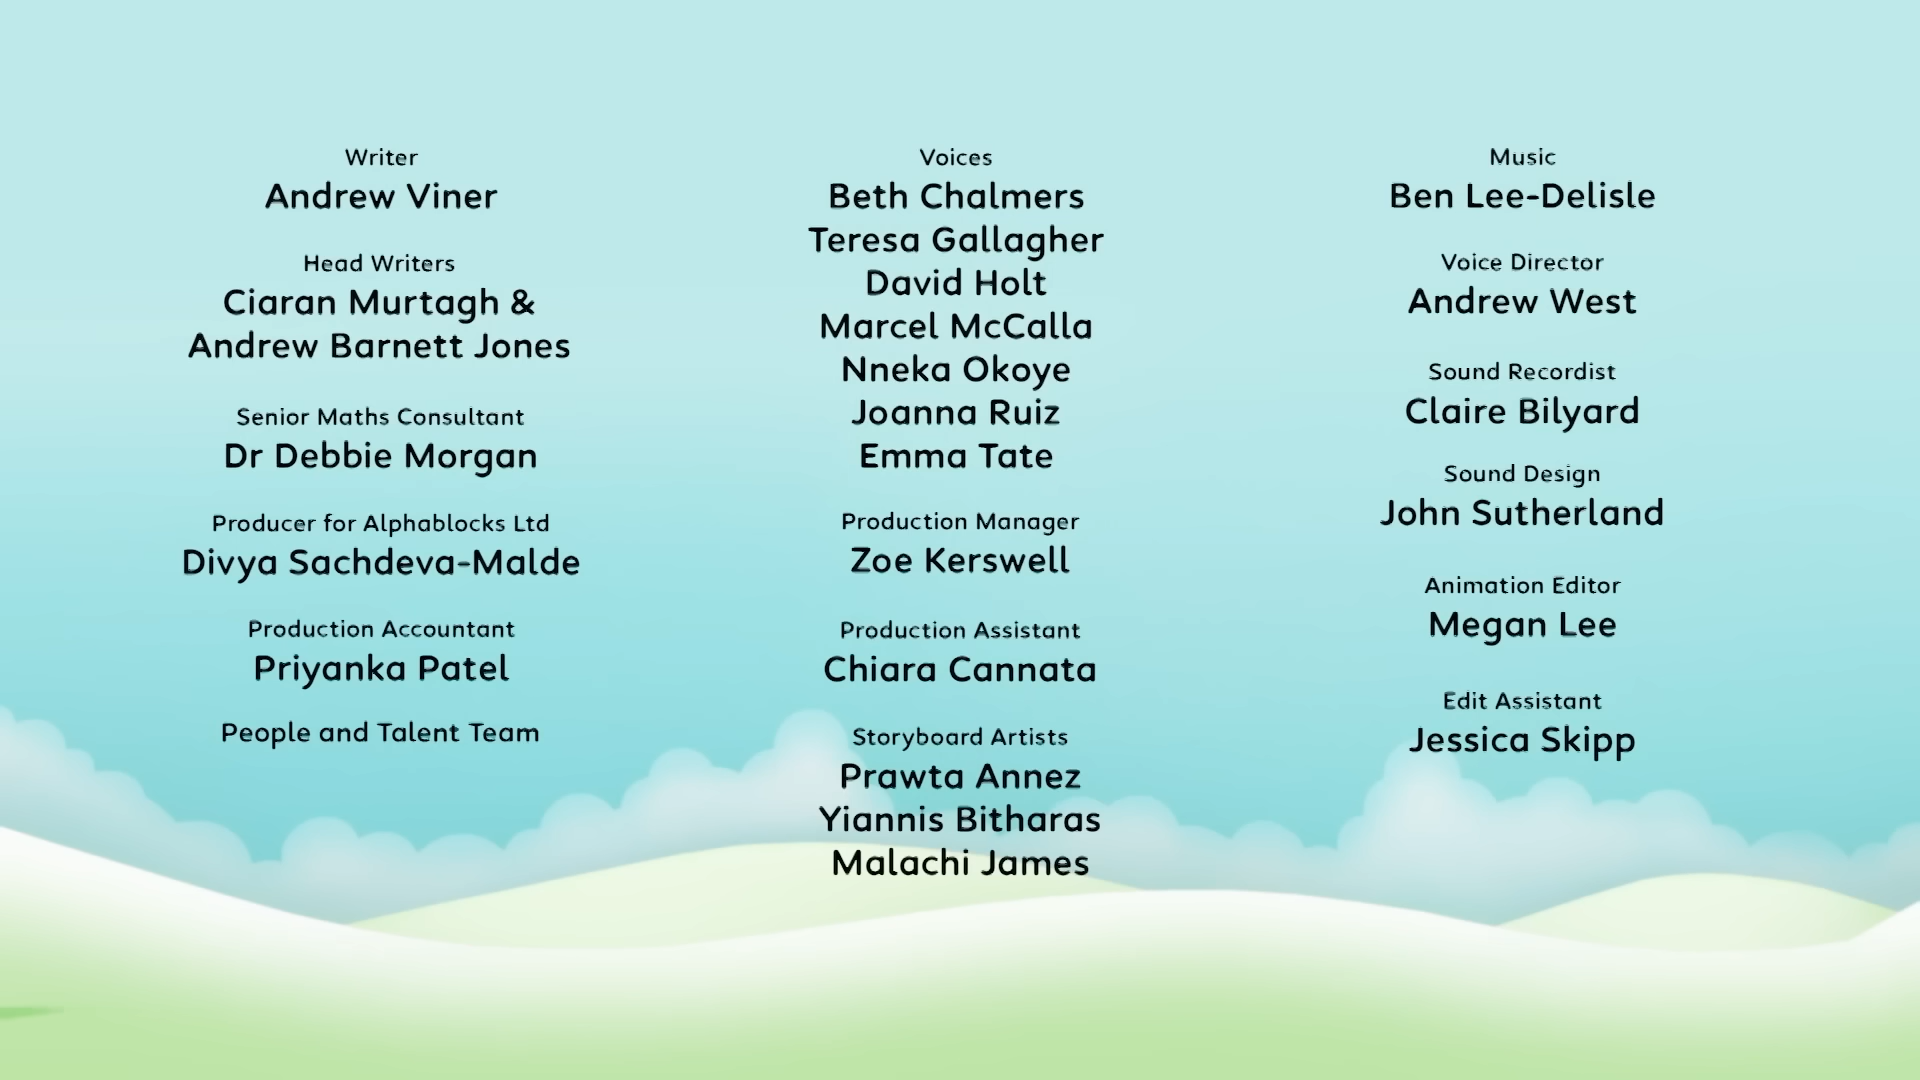 Writer
Andrew Viner
Head Writers
Ciaran Murtagh &
Andrew Barnett Jones
Senior Maths Consultant
Dr Debbie Morgan
Producer for Alphablocks Ltd
Divya Sachdeva-Malde
Production Accountant
Priyanka Patel
People and Talent Team
Voices
Beth Chalmers
Teresa Gallagher
David Holt
Marcel McCalla
Nneka Okoye
Joanna Ruiz
Emma Tate
Production Manager
Zoe Kerswell
Production Assistant
Chiara Cannata
Storyboard Artists
Prawta Annez
Yiannis Bitharas
Malachi James
Music
Ben Lee-Delisle
Voice Director
Andrew West
Sound Recordist
Claire Bilyard
Sound Design
John Sutherland
Animation Editor
Megan Lee
Edit Assistant
Jessica Skipp